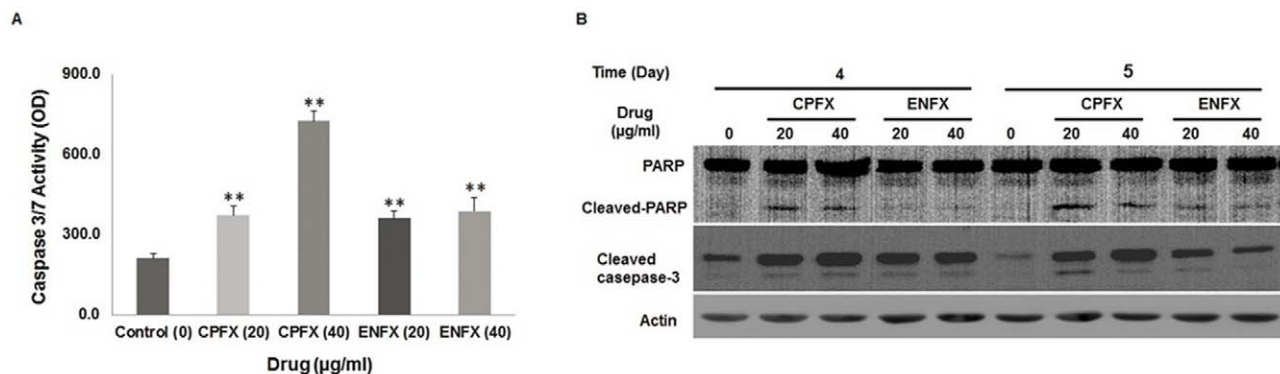 A
Caspase 3/7 Activity (OD)
900.0
600.0
300.0
0.0
**
**
**
**
Control (0) CPFX (20) CPFX (40) ENFX (20) ENFX (40)
Drug (µg/ml)
B
Time (Day) 4 5
Drug CPFX ENFX CPFX ENFX
(µg/ml) 0 20 40 20 40 0 20 40 20 40
PARP
Cleaved-PARP
Cleaved
casepase-3
Actin